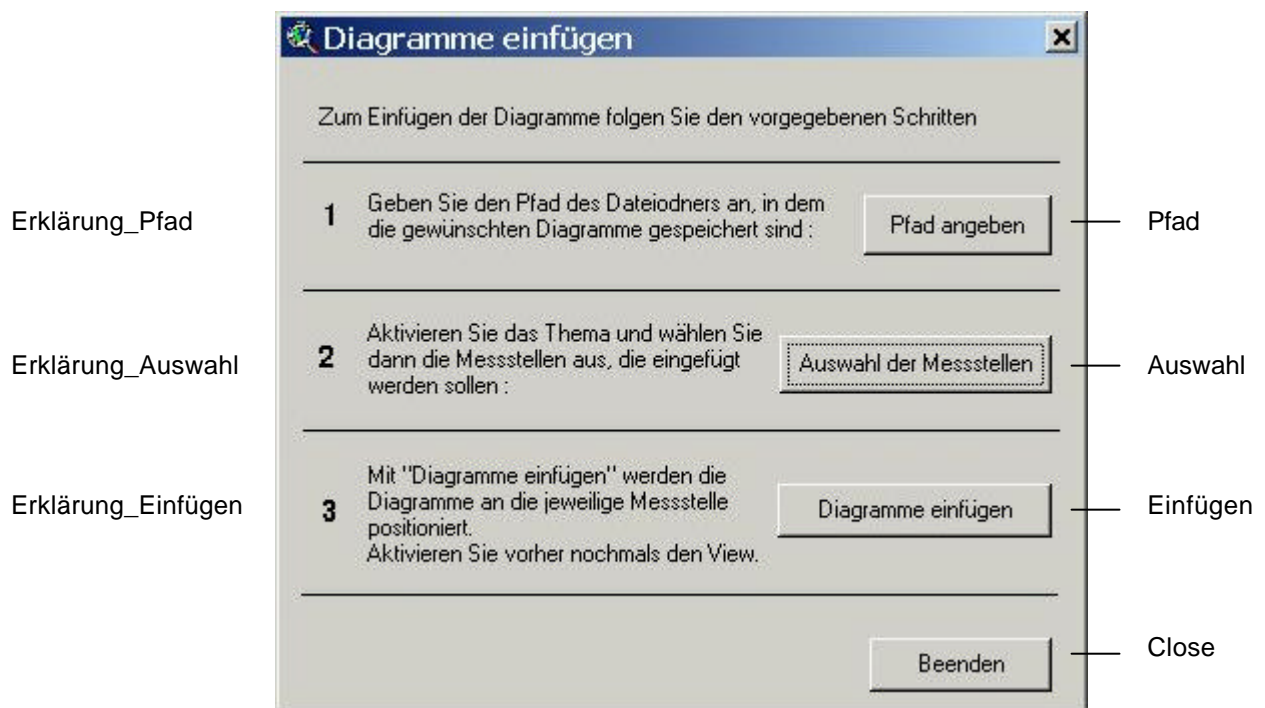 Diagramme einfügen
Zum Einfügen der Diagramme folgen Sie den vorgegebenen Schritten
Erklärung_Pfad
1
Geben Sie den Pfad des Dateiodners an, in dem
die gewünschten Diagramme gespeichert sind :
Pfad angeben
Pfad
Erklärung_Auswahl
2
Aktivieren Sie das Thema und wählen Sie
dann die Messstellen aus, die eingefügt
werden sollen :
Auswahl der Messstellen
Auswahl
Erklärung_Einfügen
3
Mit "Diagramme einfügen" werden die
Diagramme an die jeweilige Messstelle
positioniert.
Aktivieren Sie vorher nochmals den View.
Diagramme einfügen
Einfügen
Beenden
Close